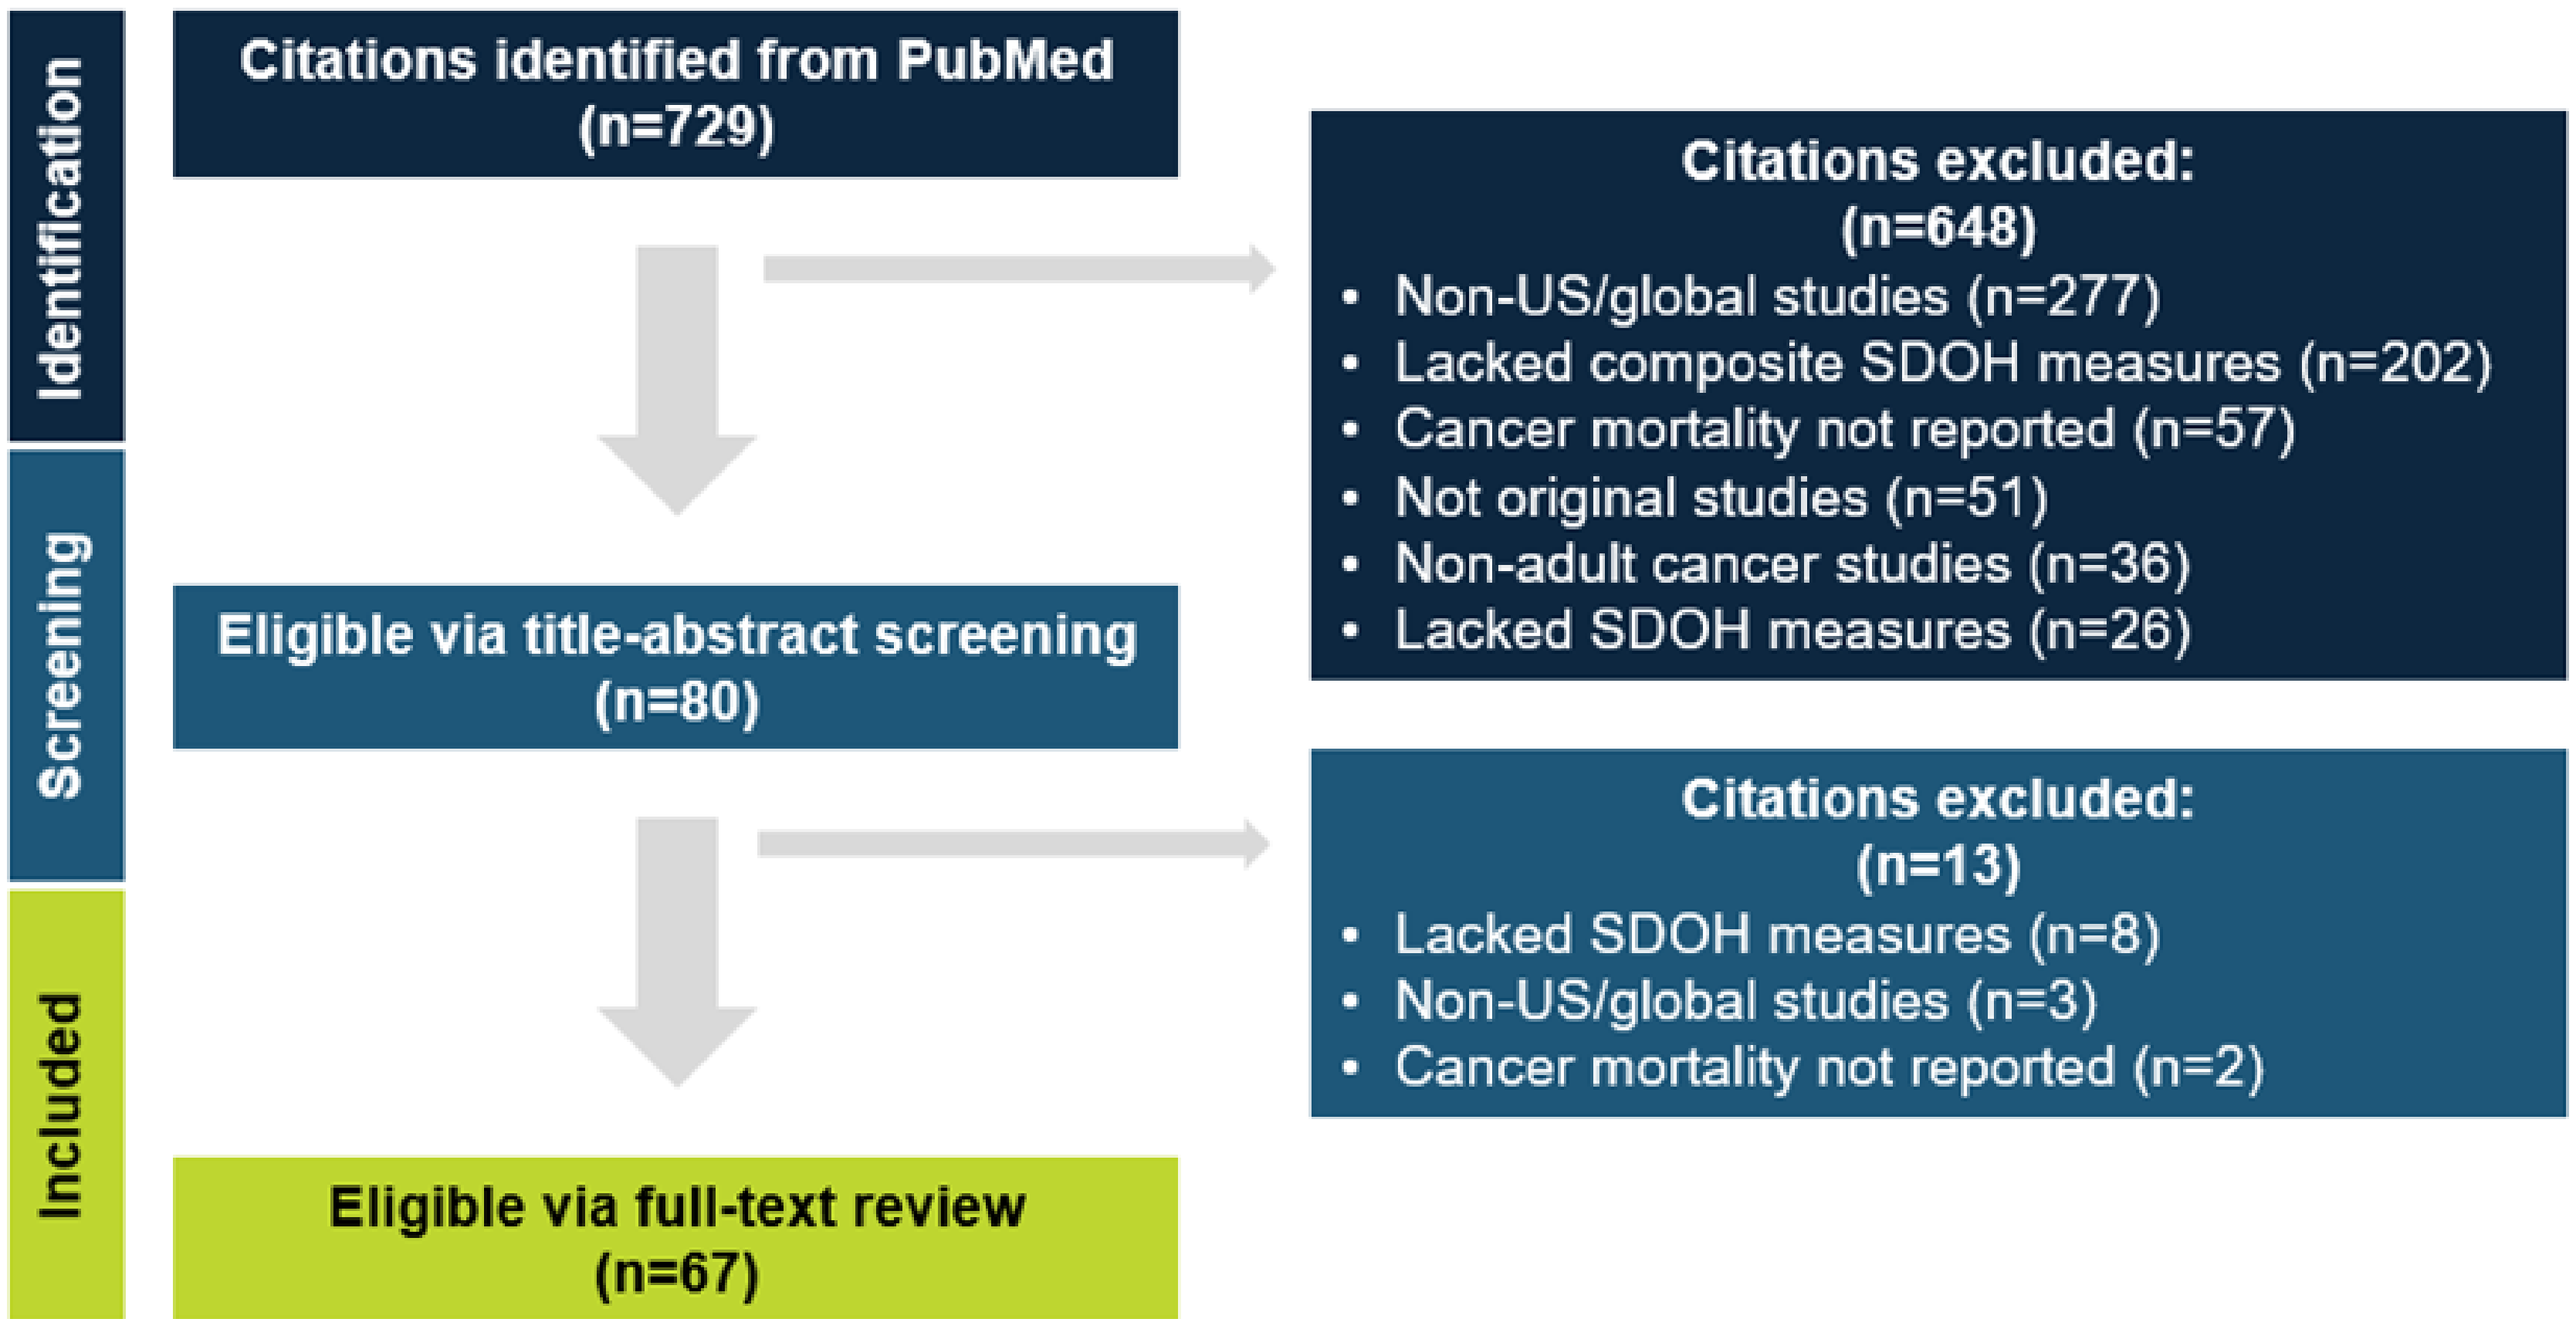 Identification
Citations identified from PubMed
(n=729)
Citations excluded:
(n=648)
• Non-US/global studies (n=277)
• Lacked composite SDOH measures (n=202)
• Cancer mortality not reported (n=57)
• Not original studies (n=51)
• Non-adult cancer studies (n=36)
• Lacked SDOH measures (n=26)
Screening
Eligible via title-abstract screening
(n=80)
Citations excluded:
(n=13)
• Lacked SDOH measures (n=8)
• Non-US/global studies (n=3)
• Cancer mortality not reported (n=2)
Included
Eligible via full-text review
(n=67)